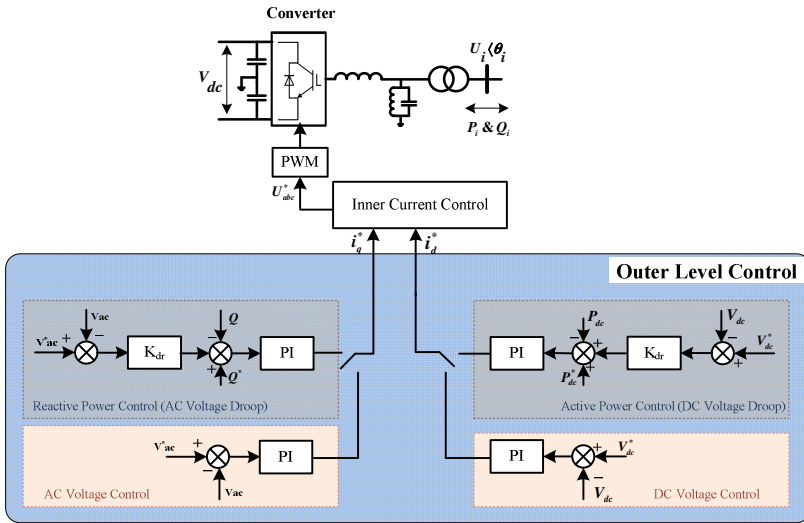 Converter
V_dc
U_i⟨θ_i
P_i & Q_i
PWM
U*_abc
Inner Current Control
i*_q
i*_d
Outer Level Control
Vac
V*ac
+
−
K_dr
Q
−
+
Q*
PI
Reactive Power Control (AC Voltage Droop)
P_dc
−
+
+
P*_dc
PI
K_dr
V_dc
−
+
V*_dc
Active Power Control (DC Voltage Droop)
V*ac
+
−
Vac
PI
AC Voltage Control
PI
+
V*_dc
−
V_dc
DC Voltage Control